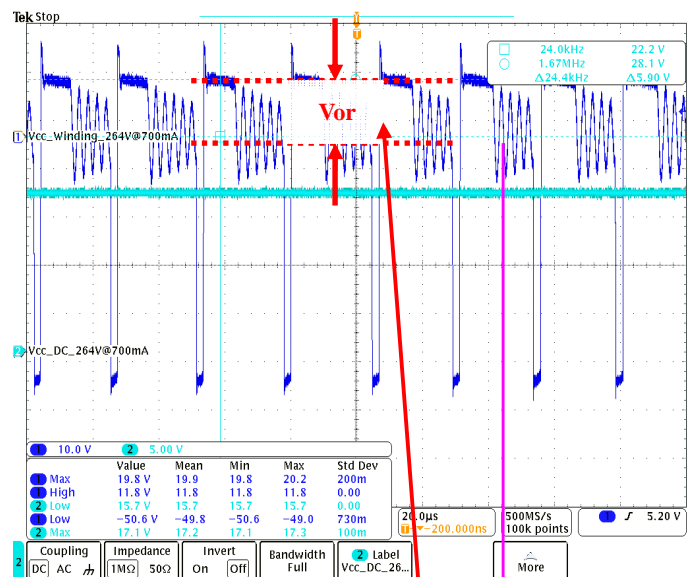 Tek Stop
24.0kHz 22.2 V
1.67MHz 28.1 V
Δ24.4kHz Δ5.90 V
Vor
Vcc_Winding_264V@700mA
Vcc_DC_264V@700mA
1 10.0 V 2 5.00 V
Value Mean Min Max Std Dev
1 Max 19.8 V 19.9 19.8 20.2 200m
1 High 11.8 V 11.8 11.8 11.8 0.00
2 Low 15.7 V 15.7 15.7 15.7 0.00
1 Low −50.6 V −49.8 −50.6 −49.0 730m
2 Max 17.1 V 17.2 17.1 17.3 100m
20.0µs 500MS/s 1 5.20 V
T→▼−200.000ns 100k points
2
Coupling Impedance Invert Bandwidth 2 Label
DC AC 1MΩ 50Ω On Off Full Vcc_DC_26... More